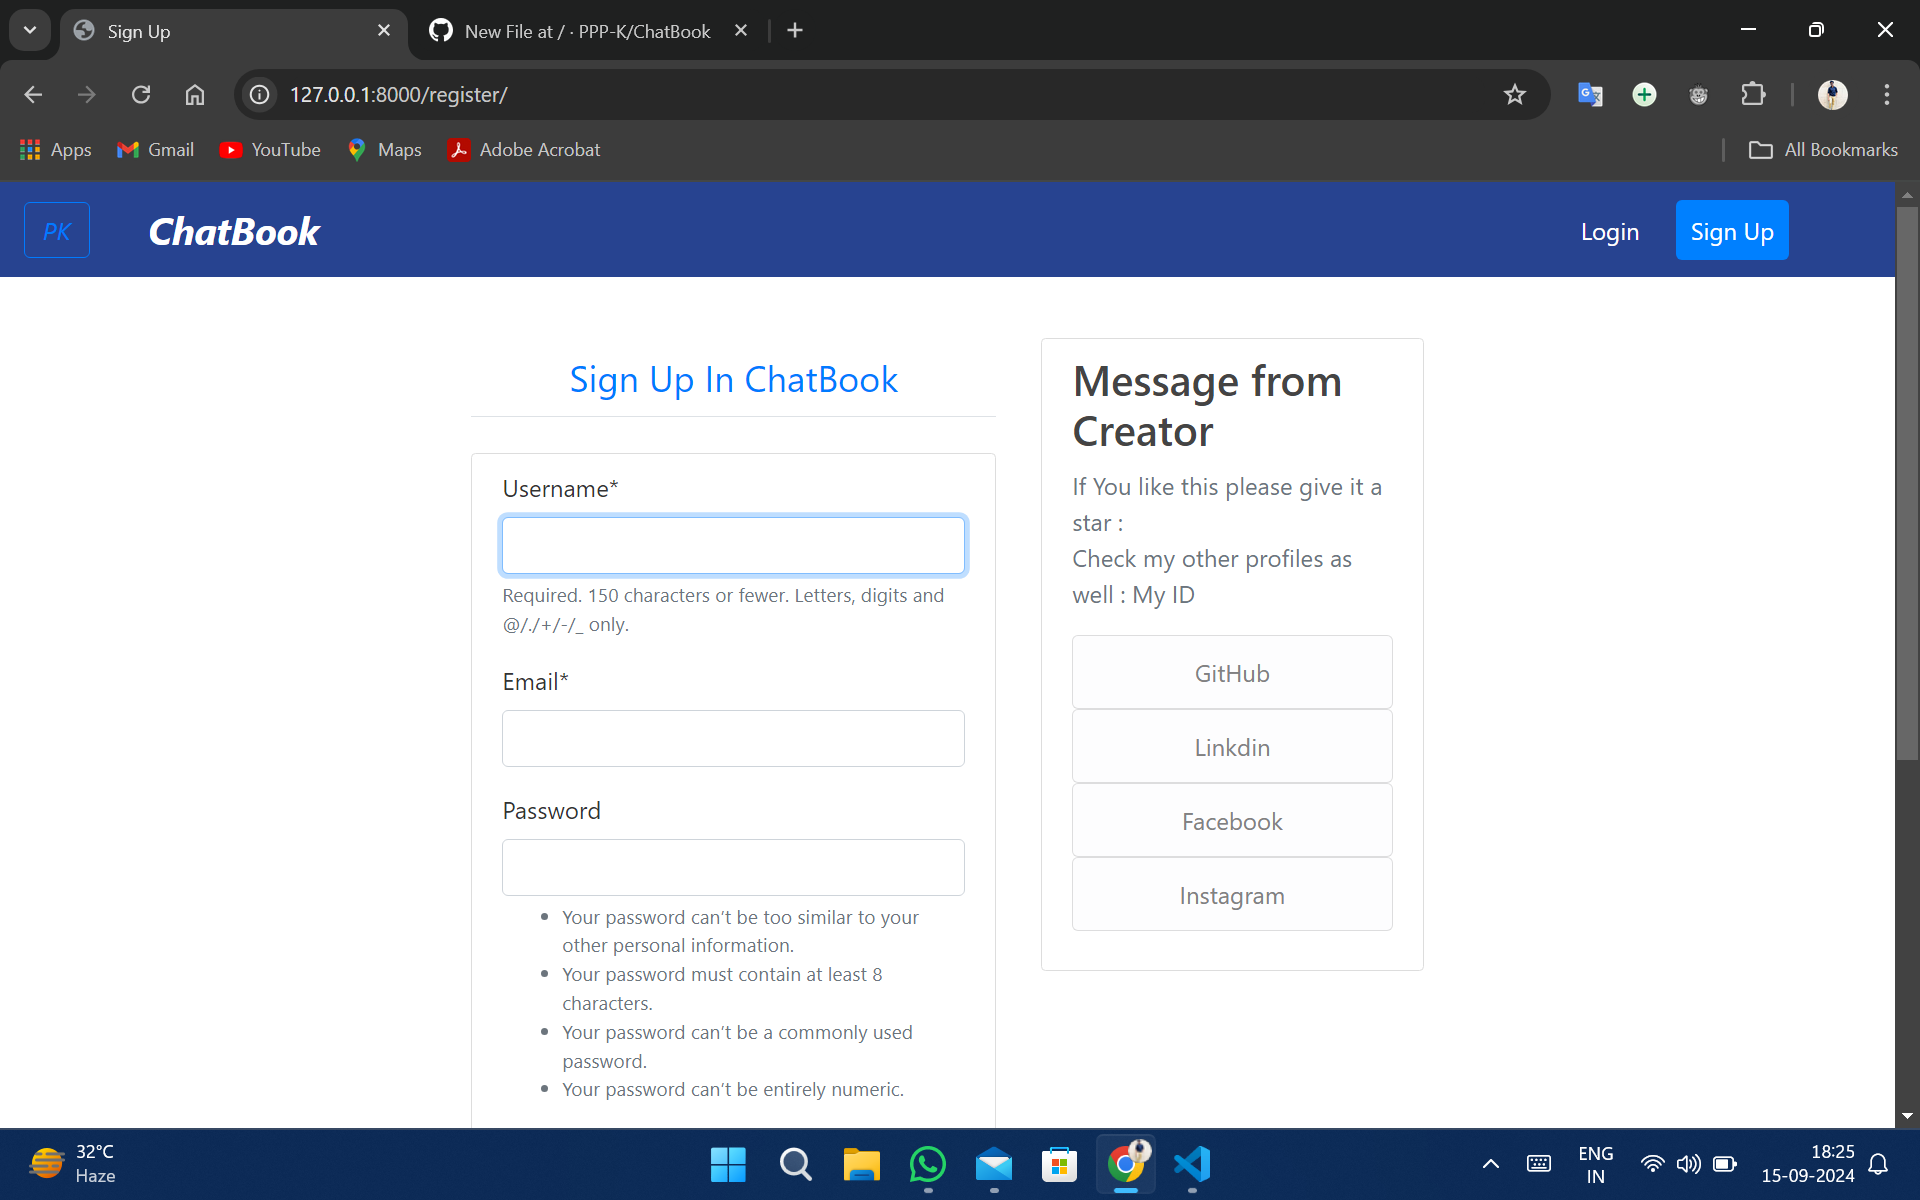 Sign Up
New File at / · PPP-K/ChatBook
127.0.0.1:8000/register/
Apps
Gmail
YouTube
Maps
Adobe Acrobat
All Bookmarks
PK
ChatBook
Login
Sign Up
Sign Up In ChatBook
Username*
Required. 150 characters or fewer. Letters, digits and
@/./+/-/_ only.
Email*
Password
• Your password can’t be too similar to your
other personal information.
• Your password must contain at least 8
characters.
• Your password can’t be a commonly used
password.
• Your password can’t be entirely numeric.
Message from
Creator
If You like this please give it a
star :
Check my other profiles as
well : My ID
GitHub
Linkdin
Facebook
Instagram
32°C
Haze
ENG
IN
18:25
15-09-2024